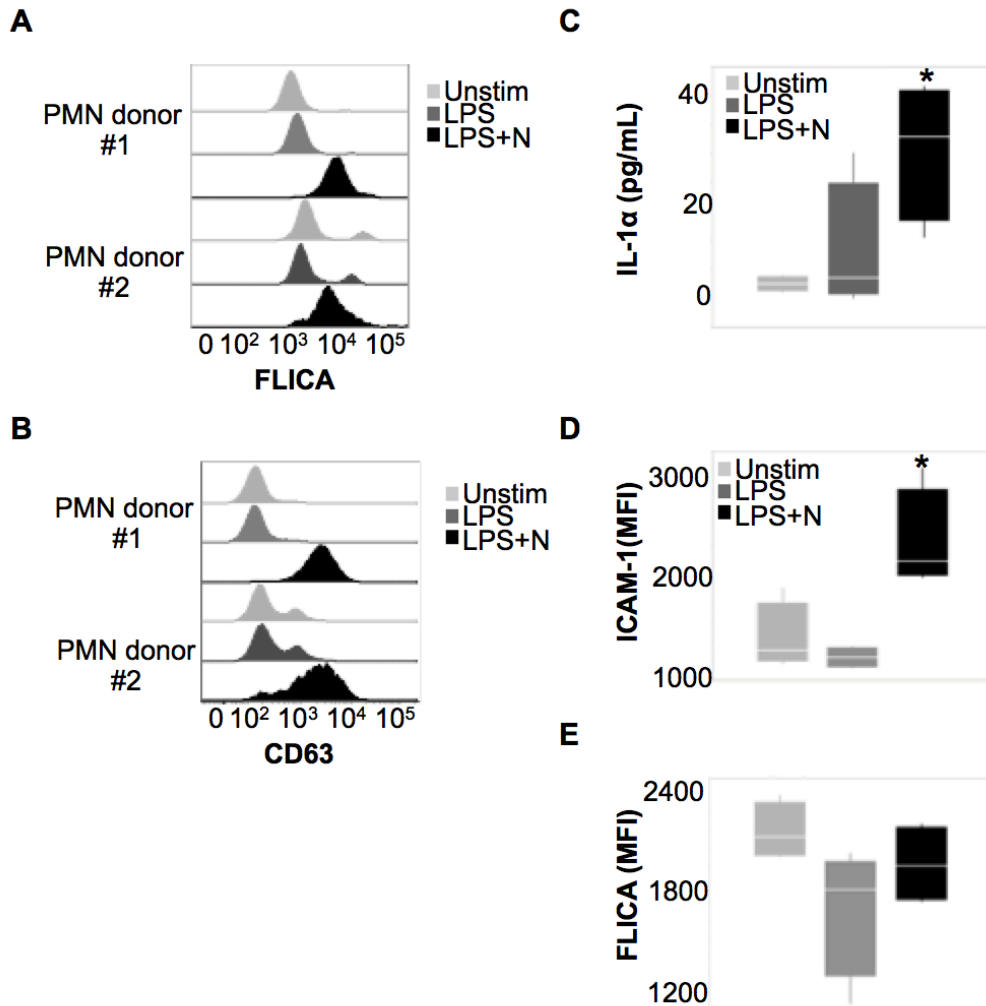 A
Unstim
LPS
LPS+N
PMN donor
#1
PMN donor
#2
0 10² 10³ 10⁴ 10⁵
FLICA
B
Unstim
LPS
LPS+N
PMN donor
#1
PMN donor
#2
0 10² 10³ 10⁴ 10⁵
CD63
C
IL-1α (pg/mL)
40
20
0
Unstim
LPS
LPS+N
*
D
ICAM-1(MFI)
3000
2000
1000
Unstim
LPS
LPS+N
*
E
FLICA (MFI)
2400
1800
1200